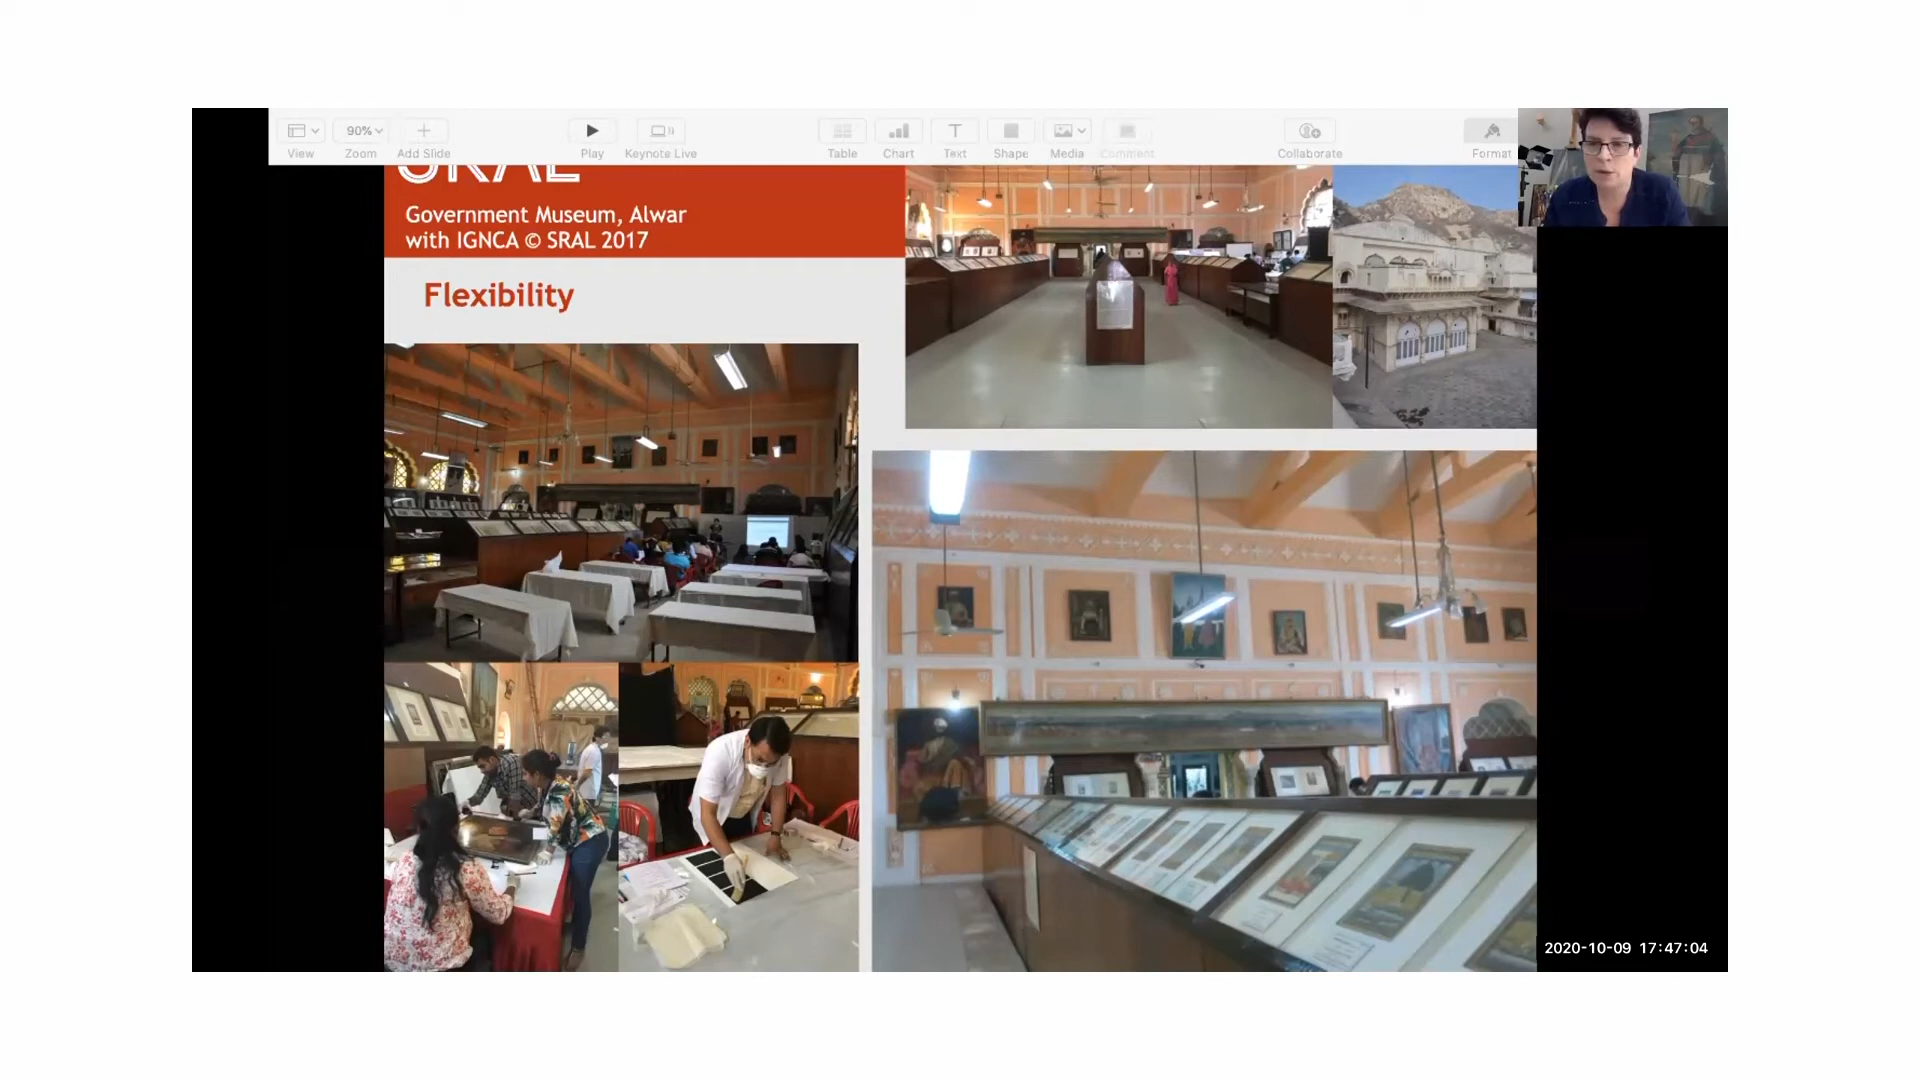 90%
View
Zoom
Add Slide
Play
Keynote Live
Table
Chart
Text
Shape
Media
Comment
Collaborate
Format
SRAL
Government Museum, Alwar
with IGNCA © SRAL 2017
Flexibility
2020-10-09 17:47:04